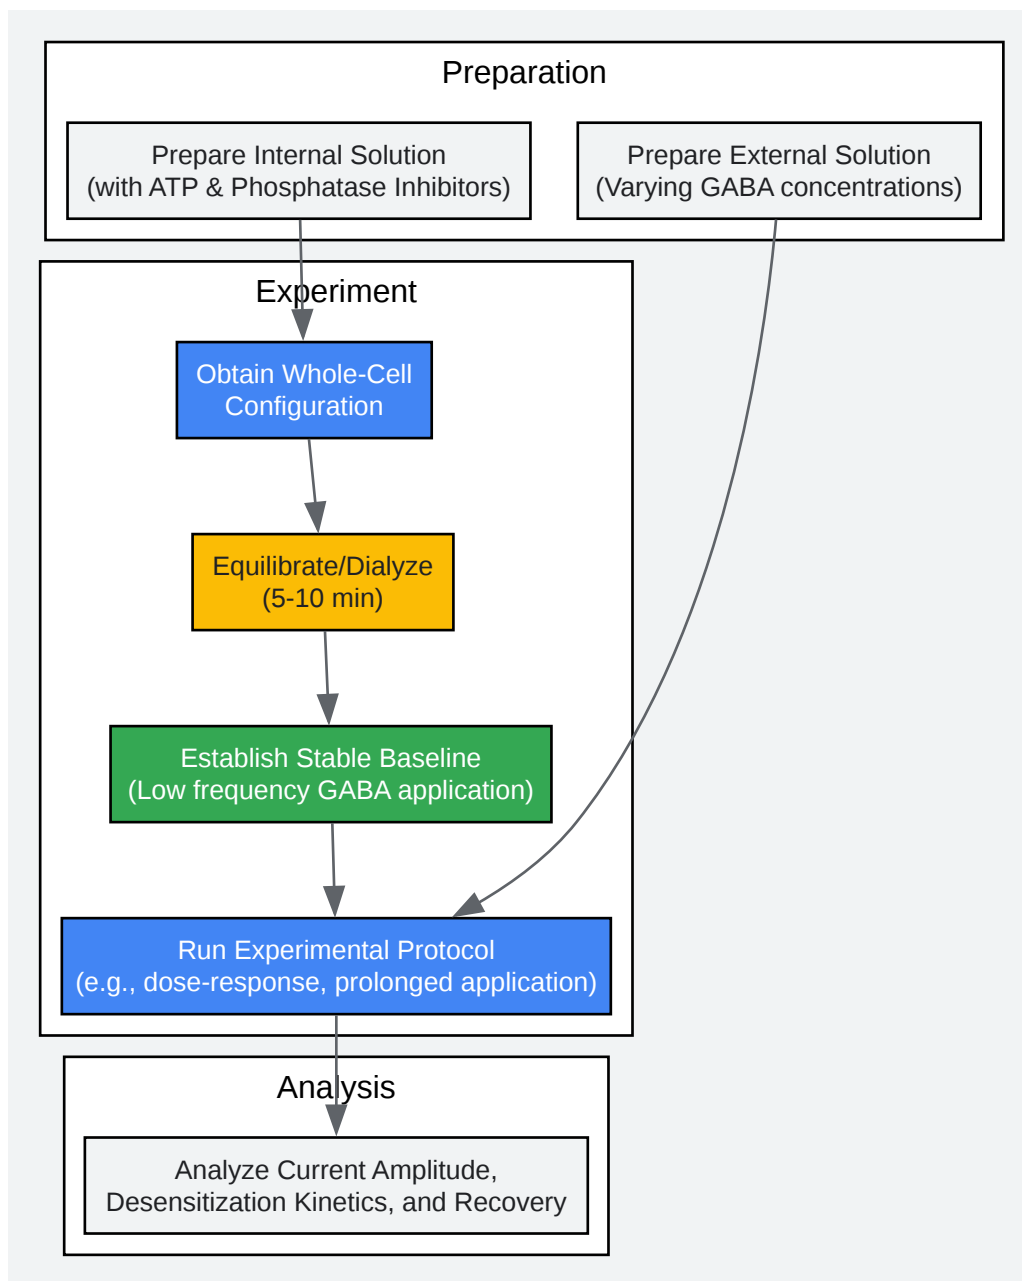 Preparation
Prepare Internal Solution
(with ATP & Phosphatase Inhibitors)
Prepare External Solution
(Varying GABA concentrations)
Experiment
Obtain Whole-Cell
Configuration
Equilibrate/Dialyze
(5-10 min)
Establish Stable Baseline
(Low frequency GABA application)
Run Experimental Protocol
(e.g., dose-response, prolonged application)
Analysis
Analyze Current Amplitude,
Desensitization Kinetics, and Recovery